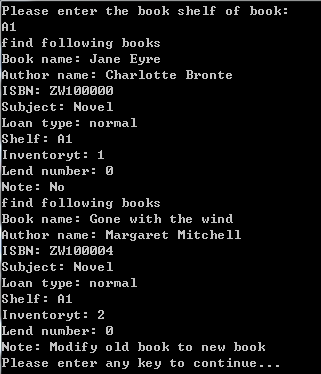 Please enter the book shelf of book:
A1
find following books
Book name: Jane Eyre
Author name: Charlotte Bronte
ISBN: ZW100000
Subject: Novel
Loan type: normal
Shelf: A1
Inventoryt: 1
Lend number: 0
Note: No
find following books
Book name: Gone with the wind
Author name: Margaret Mitchell
ISBN: ZW100004
Subject: Novel
Loan type: normal
Shelf: A1
Inventoryt: 2
Lend number: 0
Note: Modify old book to new book
Please enter any key to continue...